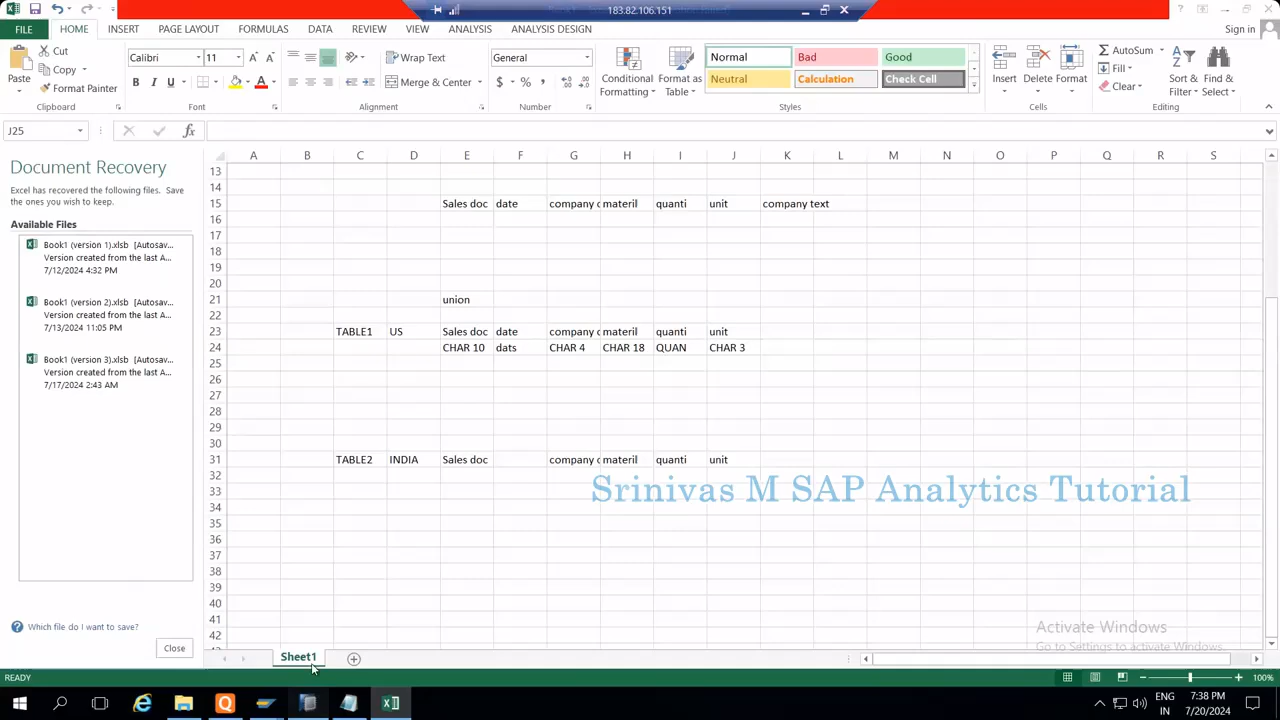 183.82.106.151
Sign in
FILE HOME INSERT PAGE LAYOUT FORMULAS DATA REVIEW VIEW ANALYSIS ANALYSIS DESIGN
Paste
Cut
Copy
Format Painter
Clipboard
Calibri 11
B I U
Font
Wrap Text
Merge & Center
Alignment
General
$ % ,
Number
Conditional Formatting
Format as Table
Normal Bad Good
Neutral Calculation Check Cell
Styles
Insert Delete Format
Cells
AutoSum
Fill
Clear
Sort & Filter
Find & Select
Editing
J25
fx
Document Recovery
Excel has recovered the following files. Save
the ones you wish to keep.
Available Files
Book1 (version 1).xlsb [Autosav...
Version created from the last A...
7/12/2024 4:32 PM
Book1 (version 2).xlsb [Autosav...
Version created from the last A...
7/13/2024 11:05 PM
Book1 (version 3).xlsb [Autosav...
Version created from the last A...
7/17/2024 2:43 AM
Which file do I want to save?
Close
A B C D E F G H I J K L M N O P Q R S
13
14
15 Sales doc date company c materil quanti unit company text
16
17
18
19
20
21 union
22
23 TABLE1 US Sales doc date company c materil quanti unit
24 CHAR 10 dats CHAR 4 CHAR 18 QUAN CHAR 3
25
26
27
28
29
30
31 TABLE2 INDIA Sales doc company c materil quanti unit
32
33
34
35
36
37
38
39
40
41
42
Srinivas M SAP Analytics Tutorial
Activate Windows
Go to Settings to activate Windows.
Sheet1
READY
100%
ENG
IN
7:38 PM
7/20/2024